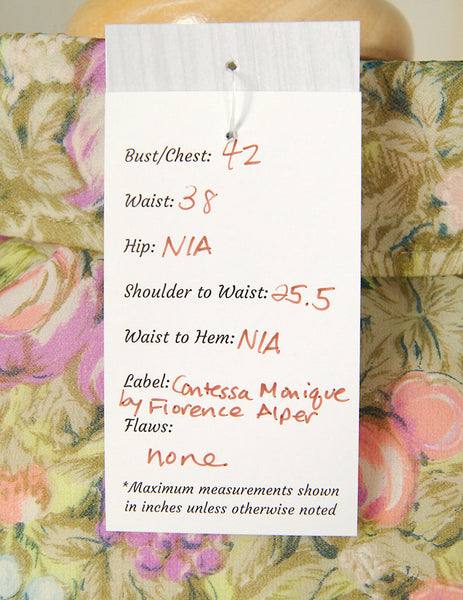 Bust/Chest: 42
Waist: 38
Hip: N/A
Shoulder to Waist: 25.5
Waist to Hem: N/A
Label: Contessa Monique
by Florence Alper
Flaws:
none
*Maximum measurements shown
in inches unless otherwise noted